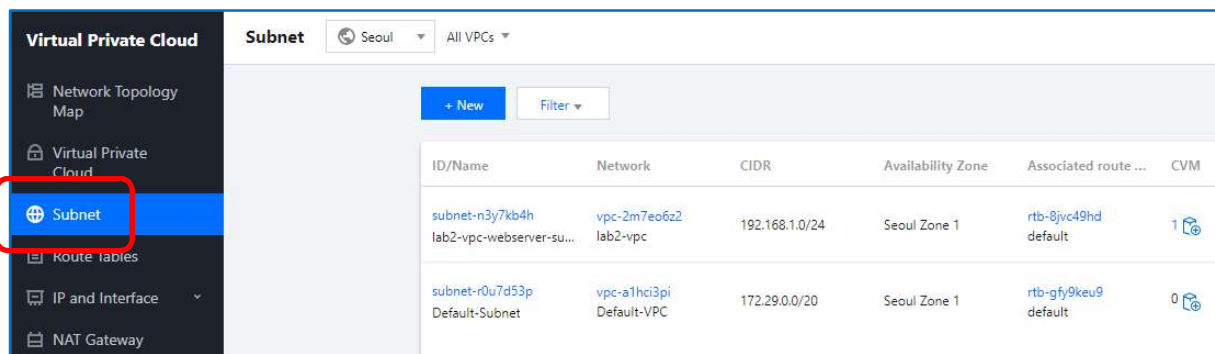 Virtual Private Cloud
Subnet Seoul All VPCs
Network Topology
Map
Virtual Private
Cloud
Subnet
Route Tables
IP and Interface
NAT Gateway
+ New Filter
ID/Name Network CIDR Availability Zone Associated route ... CVM
subnet-n3y7kb4h vpc-2m7eo6z2 192.168.1.0/24 Seoul Zone 1 rtb-8jvc49hd 1
lab2-vpc-webserver-su... lab2-vpc default
subnet-r0u7d53p vpc-a1hci3pi 172.29.0.0/20 Seoul Zone 1 rtb-gfy9keu9 0
Default-Subnet Default-VPC default